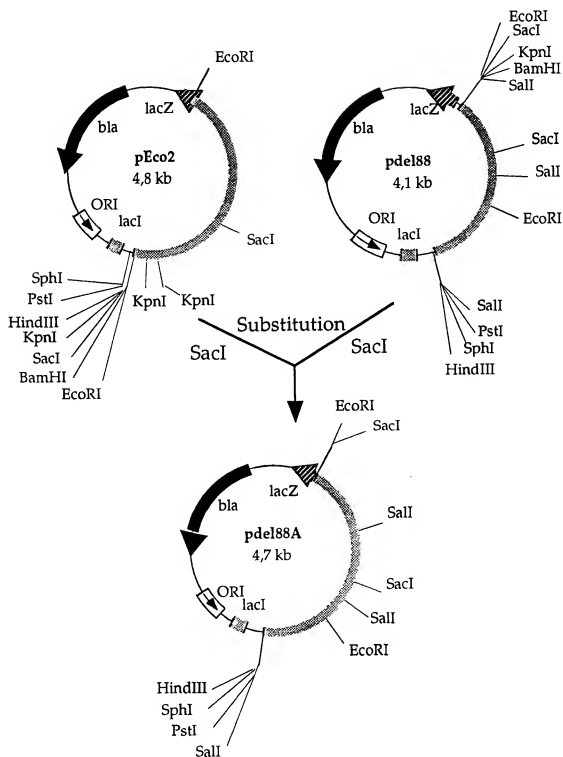 EcoRI
lacZ
bla
pEco2
4,8 kb
ORI
lacI
SacI
SphI
PstI
HindIII
KpnI
SacI
BamHI
EcoRI
KpnI
KpnI
EcoRI
SacI
KpnI
BamHI
SalI
lacZ
bla
pdel88
4,1 kb
SacI
SalI
EcoRI
ORI
lacI
SalI
PstI
SphI
HindIII
Substitution
SacI
SacI
EcoRI
SacI
lacZ
bla
pdel88A
4,7 kb
SalI
SacI
SalI
EcoRI
ORI
lacI
HindIII
SphI
PstI
SalI